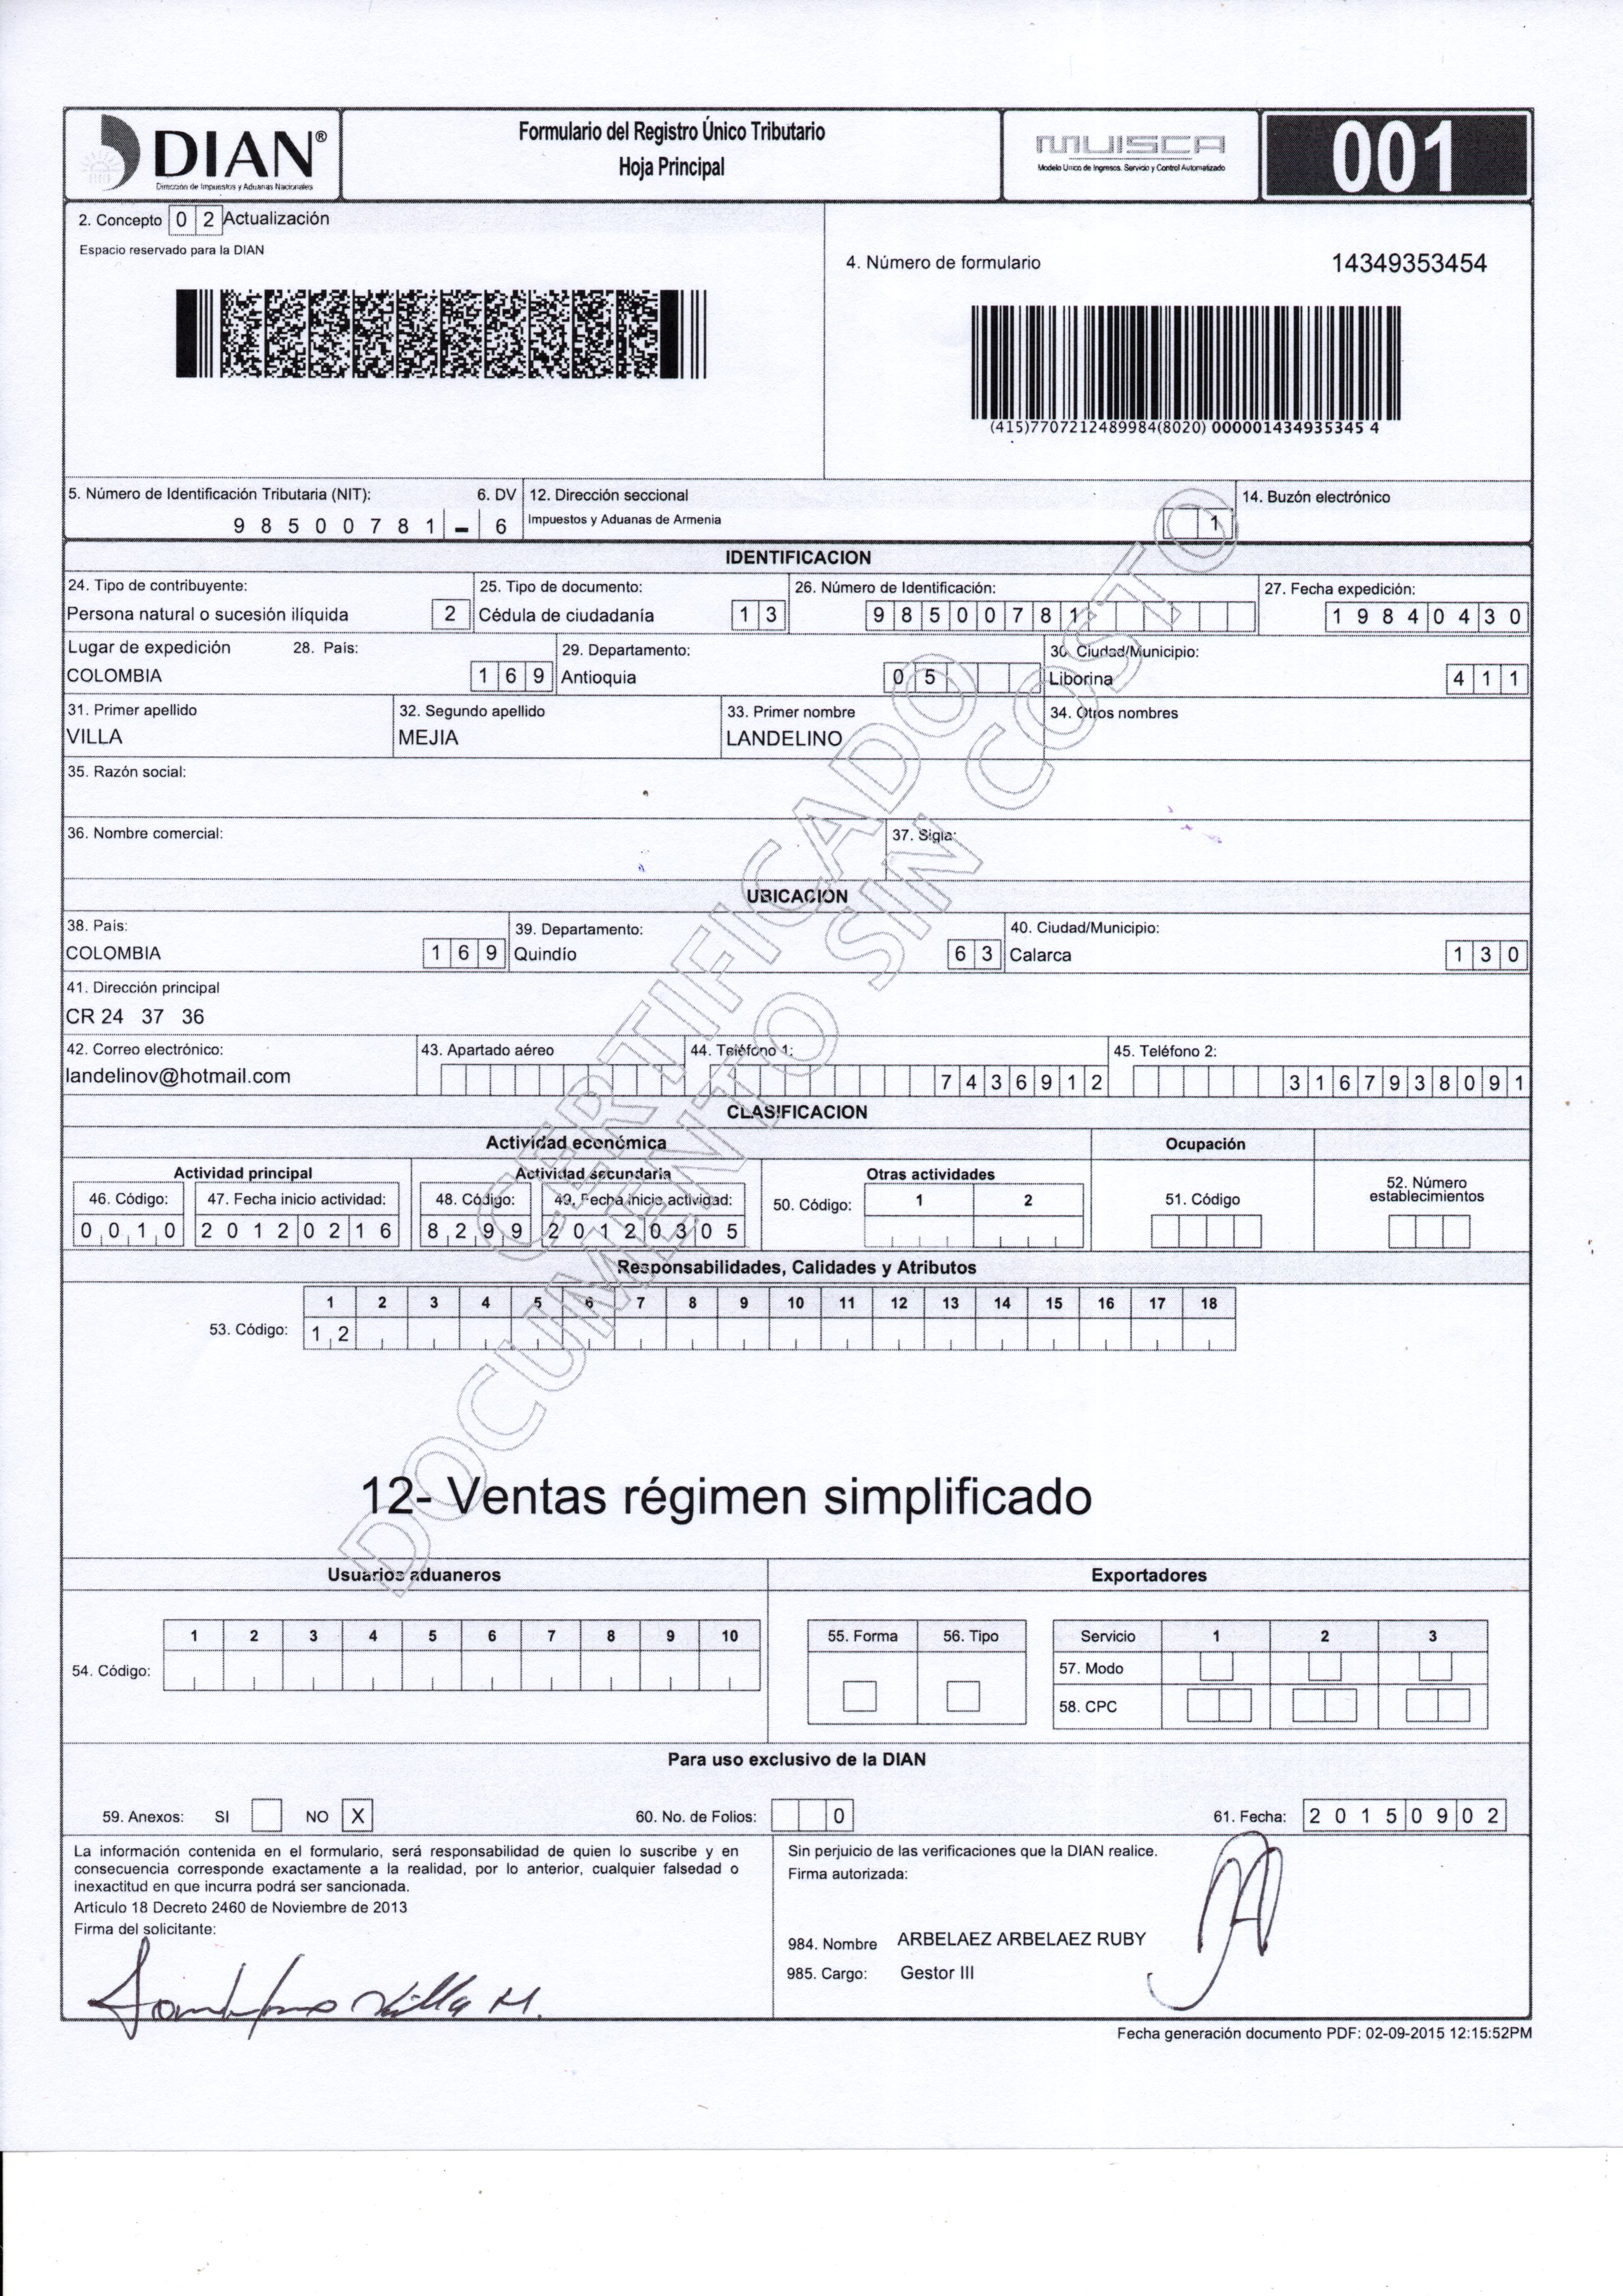 DIAN®
Dirección de Impuestos y Aduanas Nacionales
Formulario del Registro Único Tributario
Hoja Principal
MUISCA
Modelo Unico de Ingresos. Servicio y Control Automatizado
001
2. Concepto 0 2 Actualización
Espacio reservado para la DIAN
4. Número de formulario 14349353454
(415)7707212489984(8020) 000001434935345 4
5. Número de Identificación Tributaria (NIT): 6. DV 12. Dirección seccional 14. Buzón electrónico
9 8 5 0 0 7 8 1 - 6 Impuestos y Aduanas de Armenia 1
IDENTIFICACION
24. Tipo de contribuyente: 25. Tipo de documento: 26. Número de Identificación: 27. Fecha expedición:
Persona natural o sucesión ilíquida 2 Cédula de ciudadanía 1 3 9 8 5 0 0 7 8 1 1 9 8 4 0 4 3 0
Lugar de expedición 28. País: 29. Departamento: 30. Ciudad/Municipio:
COLOMBIA 1 6 9 Antioquia 0 5 Liborina 4 1 1
31. Primer apellido 32. Segundo apellido 33. Primer nombre 34. Otros nombres
VILLA MEJIA LANDELINO
35. Razón social:
36. Nombre comercial: 37. Sigla:
UBICACION
38. País: 39. Departamento: 40. Ciudad/Municipio:
COLOMBIA 1 6 9 Quindío 6 3 Calarca 1 3 0
41. Dirección principal
CR 24 37 36
42. Correo electrónico: 43. Apartado aéreo 44. Teléfono 1: 45. Teléfono 2:
landelinov@hotmail.com 7 4 3 6 9 1 2 3 1 6 7 9 3 8 0 9 1
CLASIFICACION
Actividad económica Ocupación
Actividad principal Actividad secundaria Otras actividades 52. Número establecimientos
46. Código: 47. Fecha inicio actividad: 48. Código: 49. Fecha inicio actividad: 50. Código: 1 2 51. Código
0 0 1 0 2 0 1 2 0 2 1 6 8 2 9 9 2 0 1 2 0 3 0 5
Responsabilidades, Calidades y Atributos
1 2 3 4 5 6 7 8 9 10 11 12 13 14 15 16 17 18
53. Código: 1 2
12- Ventas régimen simplificado
CERTIFICADO
DOCUMENTO SIN COSTO
Usuarios aduaneros Exportadores
1 2 3 4 5 6 7 8 9 10 55. Forma 56. Tipo Servicio 1 2 3
54. Código: 57. Modo
58. CPC
Para uso exclusivo de la DIAN
59. Anexos: SI NO X 60. No. de Folios: 0 61. Fecha: 2 0 1 5 0 9 0 2
La información contenida en el formulario, será responsabilidad de quien lo suscribe y en
consecuencia corresponde exactamente a la realidad, por lo anterior, cualquier falsedad o
inexactitud en que incurra podrá ser sancionada.
Artículo 18 Decreto 2460 de Noviembre de 2013
Firma del solicitante:
Landelino Villa M.
Sin perjuicio de las verificaciones que la DIAN realice.
Firma autorizada:
984. Nombre ARBELAEZ ARBELAEZ RUBY
985. Cargo: Gestor III
Fecha generación documento PDF: 02-09-2015 12:15:52PM